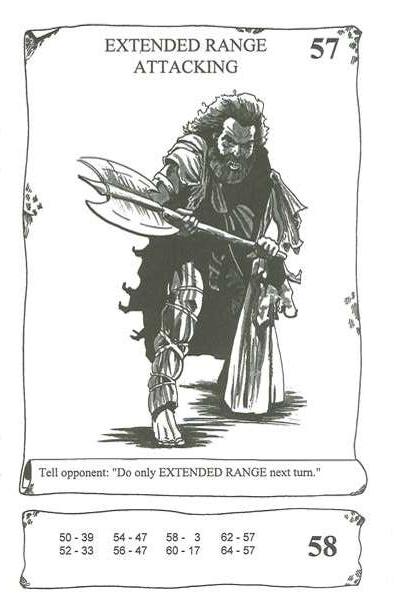 EXTENDED RANGE 57
ATTACKING
Tell opponent: "Do only EXTENDED RANGE next turn."
50 - 39 54 - 47 58 - 3 62 - 57
52 - 33 56 - 47 60 - 17 64 - 57
58